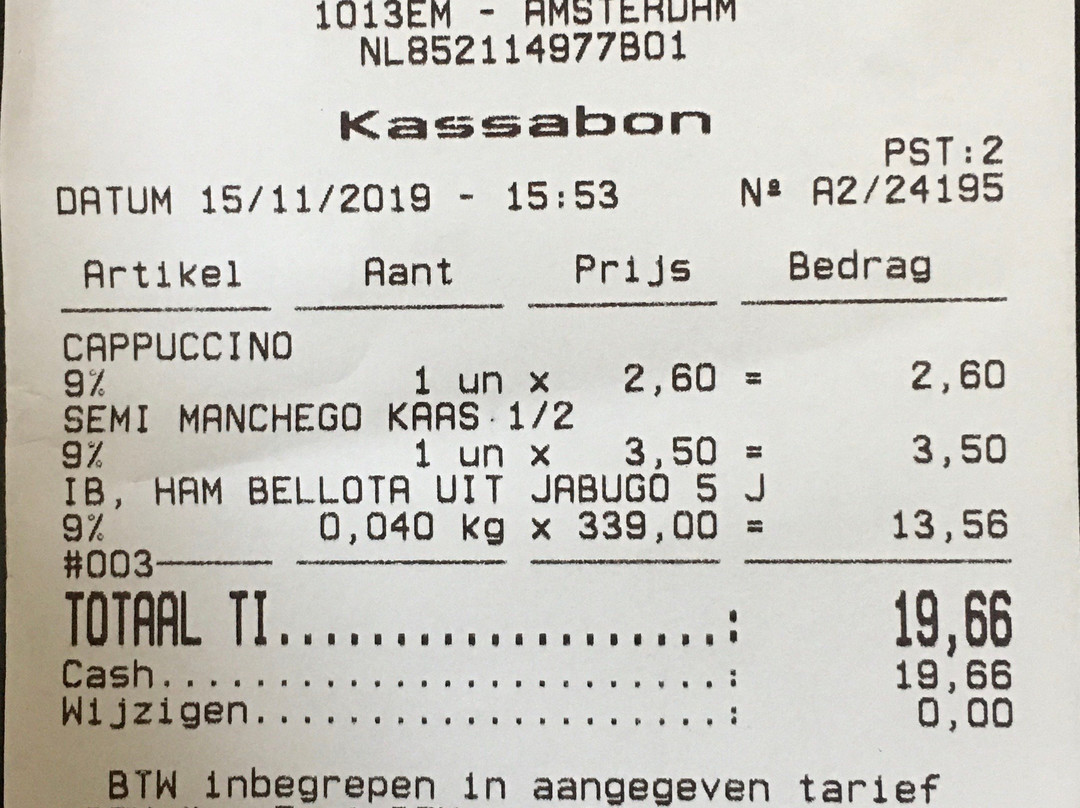 1013EM - AMSTERDAM
NL852114977B01
Kassabon
PST:2
DATUM 15/11/2019 - 15:53 Nº A2/24195
Artikel Aant Prijs Bedrag
CAPPUCCINO
9% 1 un x 2,60 = 2,60
SEMI MANCHEGO KAAS 1/2
9% 1 un x 3,50 = 3,50
IB, HAM BELLOTA UIT JABUGO 5 J
9% 0,040 kg x 339,00 = 13,56
#003
TOTAAL TI....................: 19,66
Cash.........................: 19,66
Wijzigen.....................: 0,00
BTW inbegrepen in aangegeven tarief